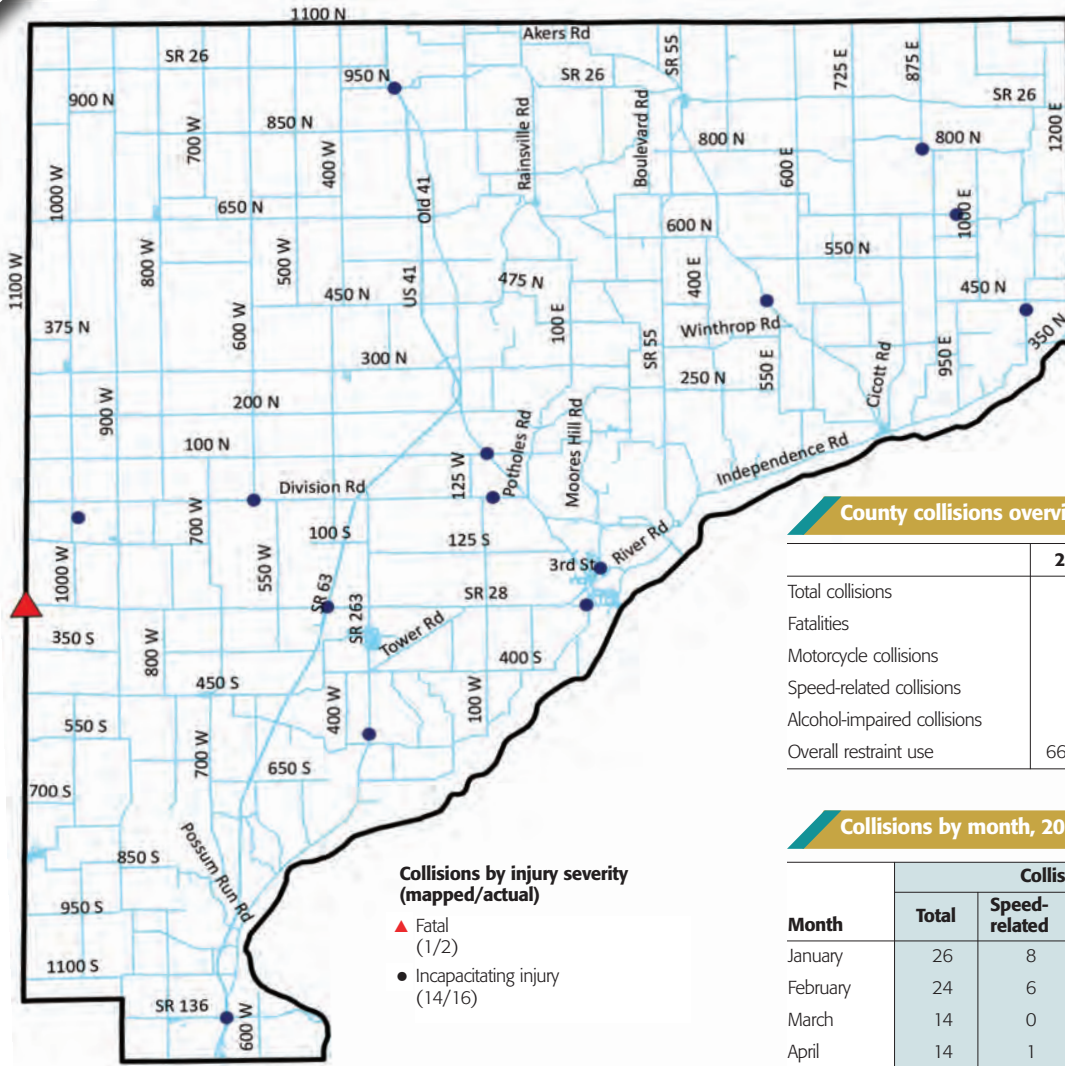 1100 N
Akers Rd
SR 26
SR 55
950 N
SR 26
725 E
875 E
900 N
SR 26
850 N
700 W
400 W
Rainsville Rd
Boulevard Rd
800 N
800 N
1200 E
600 E
1000 W
650 N
Old 41
1000 E
600 N
550 N
800 W
500 W
1100 W
US 41
475 N
400 E
450 N
450 N
375 N
600 W
100 E
Winthrop Rd
350 N
300 N
SR 55
550 E
950 E
Cicott Rd
250 N
900 W
200 N
100 N
125 W
Potholes Rd
Moores Hill Rd
Independence Rd
Division Rd
700 W
100 S
125 S
River Rd
3rd St
1000 W
550 W
SR 63
SR 28
SR 263
Tower Rd
350 S
800 W
400 S
450 S
400 W
100 W
550 S
700 W
650 S
700 S
Possum Run Rd
850 S
950 S
1100 S
SR 136
600 W
Collisions by injury severity
(mapped/actual)
Fatal
(1/2)
Incapacitating injury
(14/16)
County collisions overvi
2
Total collisions
Fatalities
Motorcycle collisions
Speed-related collisions
Alcohol-impaired collisions
Overall restraint use 66
Collisions by month, 20
Collis
Month Total Speed-
related
January 26 8
February 24 6
March 14 0
April 14 1